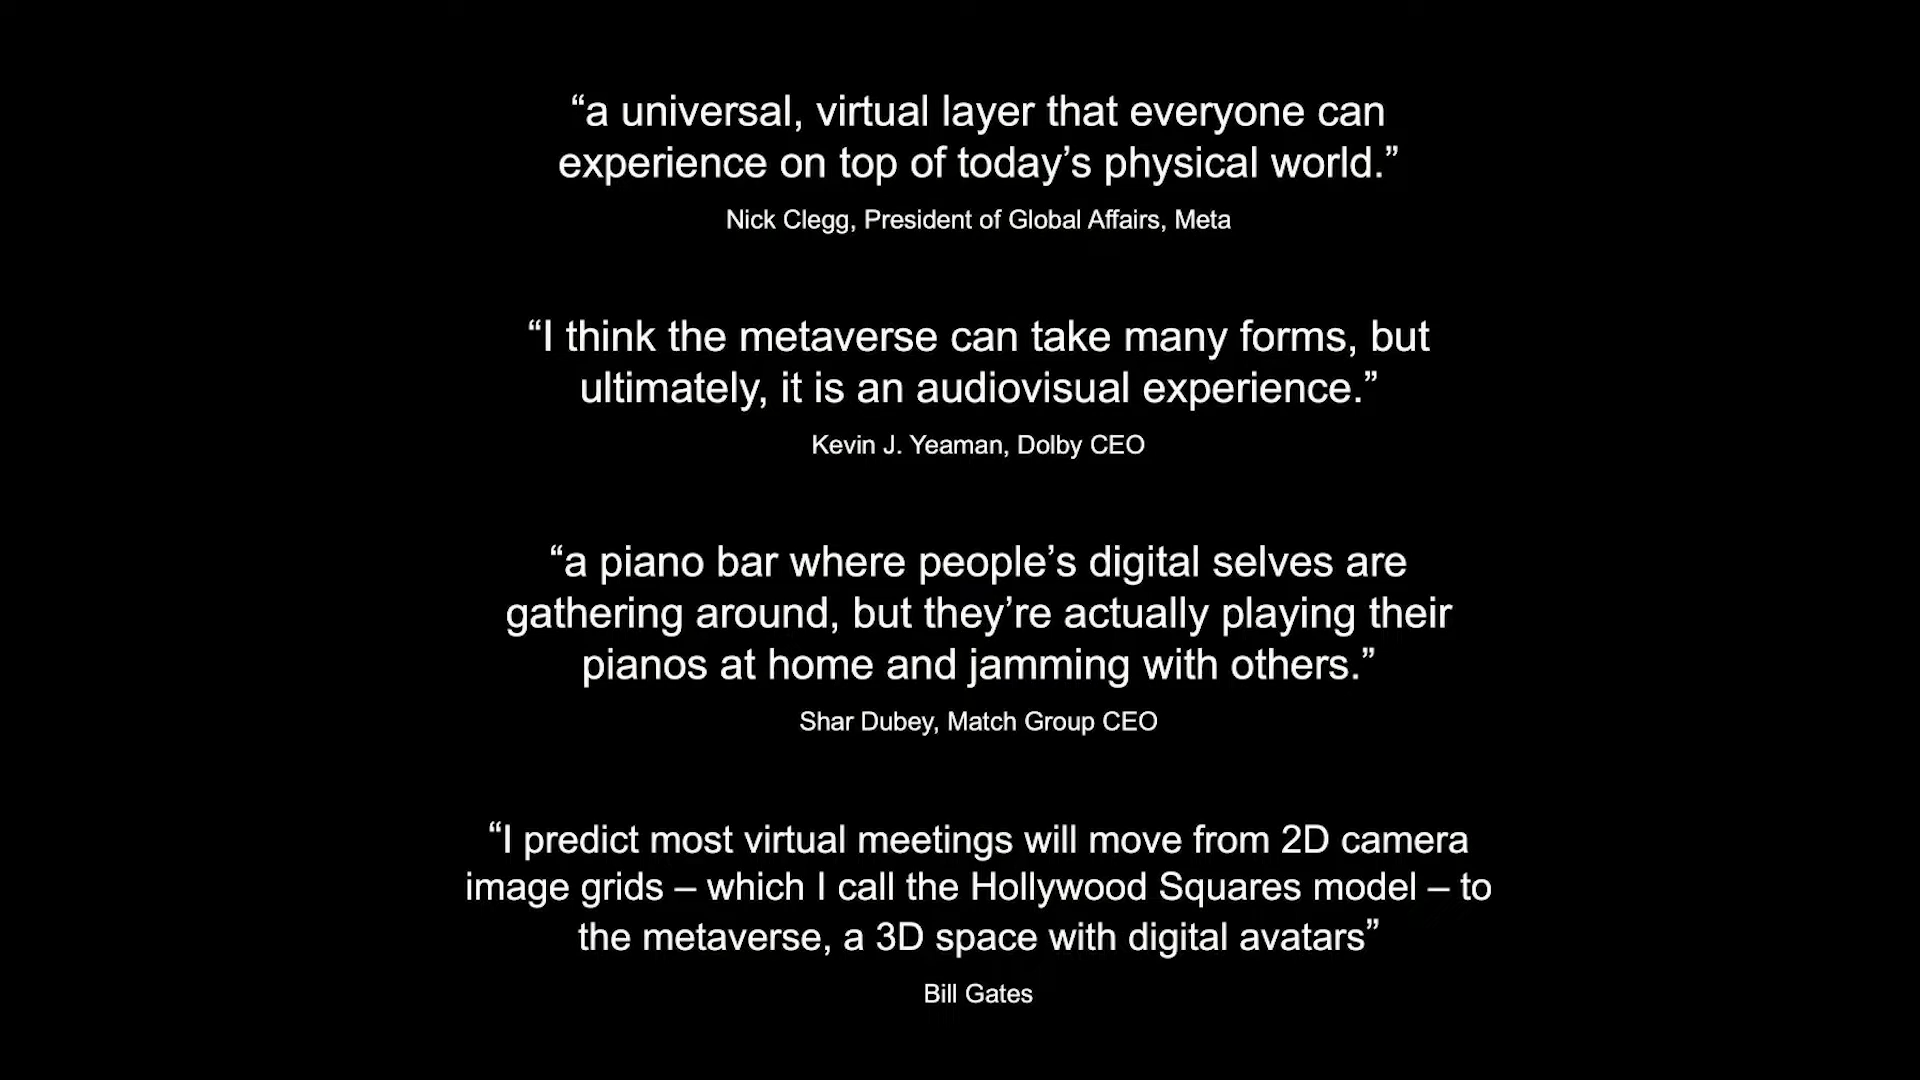 “a universal, virtual layer that everyone can
experience on top of today’s physical world.”
Nick Clegg, President of Global Affairs, Meta
“I think the metaverse can take many forms, but
ultimately, it is an audiovisual experience.”
Kevin J. Yeaman, Dolby CEO
“a piano bar where people’s digital selves are
gathering around, but they’re actually playing their
pianos at home and jamming with others.”
Shar Dubey, Match Group CEO
“I predict most virtual meetings will move from 2D camera
image grids – which I call the Hollywood Squares model – to
the metaverse, a 3D space with digital avatars”
Bill Gates